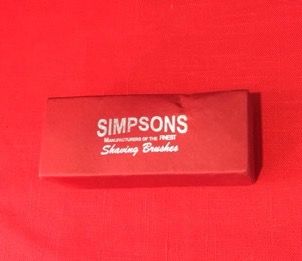 SIMPSONS
MANUFACTURERS OF THE FINEST
Shaving Brushes